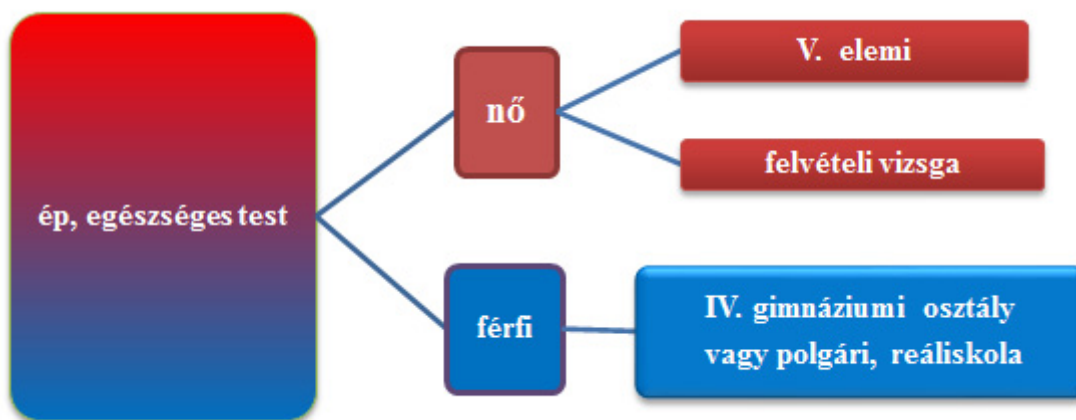 ép, egészséges test
nő
V. elemi
felvételi vizsga
férfi
IV. gimnáziumi osztály
vagy polgári, reáliskola